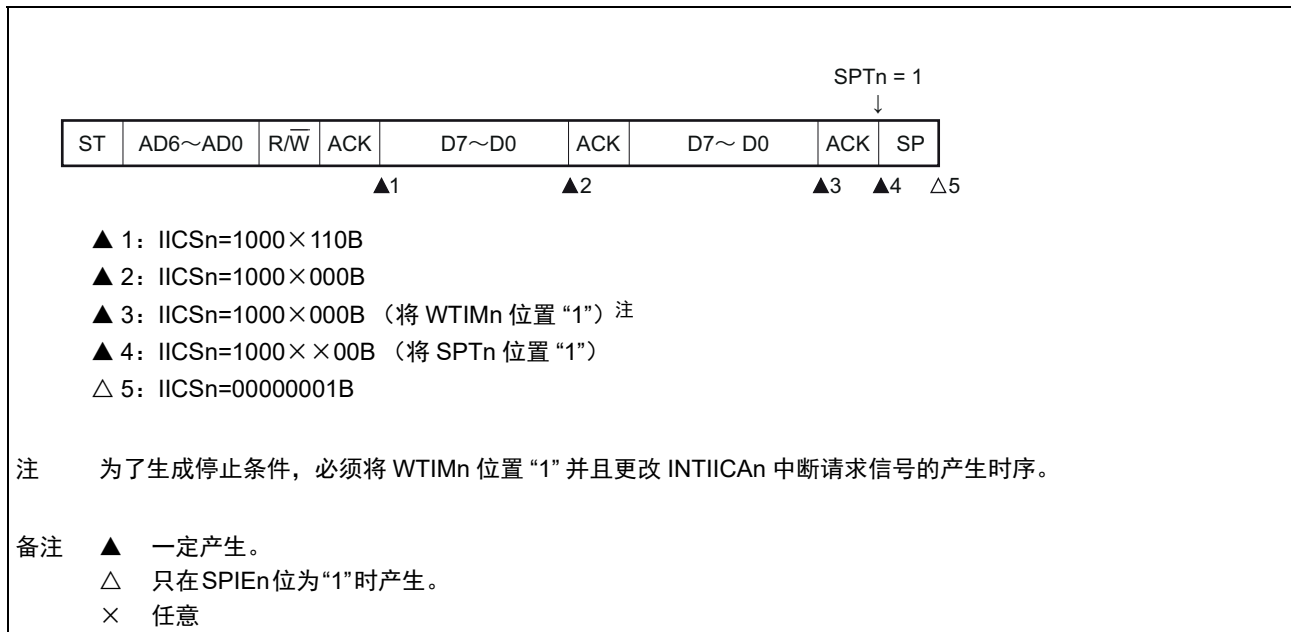 SPTn = 1
↓
ST AD6～AD0 R/W̅ ACK D7～D0 ACK D7～ D0 ACK SP
▲1 ▲2 ▲3 ▲4 △5
▲ 1：IICSn=1000×110B
▲ 2：IICSn=1000×000B
▲ 3：IICSn=1000×000B （将 WTIMn 位置 “1”）注
▲ 4：IICSn=1000××00B （将 SPTn 位置 “1”）
△ 5：IICSn=00000001B
注 为了生成停止条件，必须将 WTIMn 位置 “1” 并且更改 INTIICAn 中断请求信号的产生时序。
备注 ▲ 一定产生。
△ 只在SPIEn位为“1”时产生。
× 任意